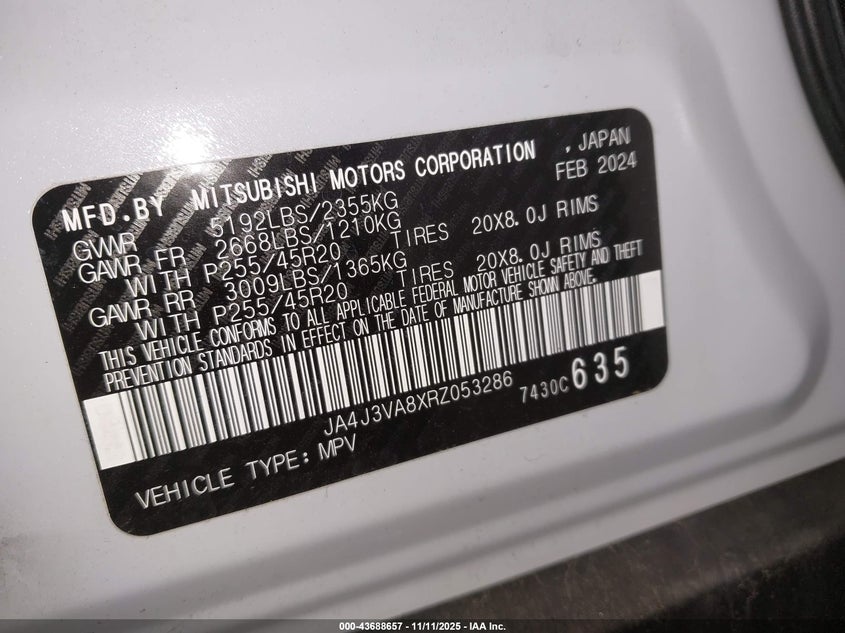 MFD.BY MITSUBISHI MOTORS CORPORATION , JAPAN
FEB 2024
GVWR 5192LBS/2355KG
GAWR FR 2668LBS/1210KG
WITH P255/45R20 TIRES 20X8.0J RIMS
GAWR RR 3009LBS/1365KG
WITH P255/45R20 TIRES 20X8.0J RIMS
THIS VEHICLE CONFORMS TO ALL APPLICABLE FEDERAL MOTOR VEHICLE SAFETY AND THEFT
PREVENTION STANDARDS IN EFFECT ON THE DATE OF MANUFACTURE SHOWN ABOVE.
JA4J3VA8XRZ053286 7430C 635
VEHICLE TYPE: MPV
000-43688657 - 11/11/2025 - IAA Inc.